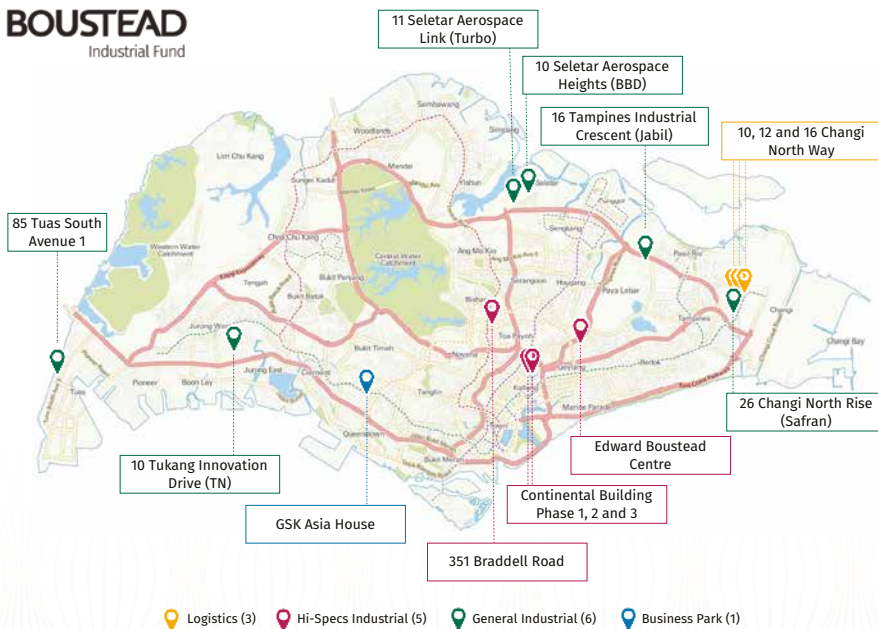 BOUSTEAD
Industrial Fund
11 Seletar Aerospace
Link (Turbo)
10 Seletar Aerospace
Heights (BBD)
16 Tampines Industrial
Crescent (Jabil)
10, 12 and 16 Changi
North Way
85 Tuas South
Avenue 1
Sembawang
Woodlands
Simpang
Lim Chu Kang
Mandai
Sungei Kadut
Yishun
Seletar
Punggol
Choa Chu Kang
Sengkang
Western Water
Catchment
Central Water
Catchment
Ang Mo Kio
Pasir Ris
Tengah
Bukit Panjang
Serangoon
Hougang
Bukit Batok
Bishan
Paya Lebar
Changi
Jurong West
Tampines
Toa Payoh
Changi Bay
Bukit Timah
Novena
Geylang
Bedok
Pioneer
Boon Lay
Jurong East
Clementi
Tanglin
Kallang
Tuas
Marine Parade
Queenstown
Bukit Merah
26 Changi North Rise
(Safran)
Edward Boustead
Centre
10 Tukang Innovation
Drive (TN)
Continental Building
Phase 1, 2 and 3
GSK Asia House
351 Braddell Road
Logistics (3)
Hi-Specs Industrial (5)
General Industrial (6)
Business Park (1)